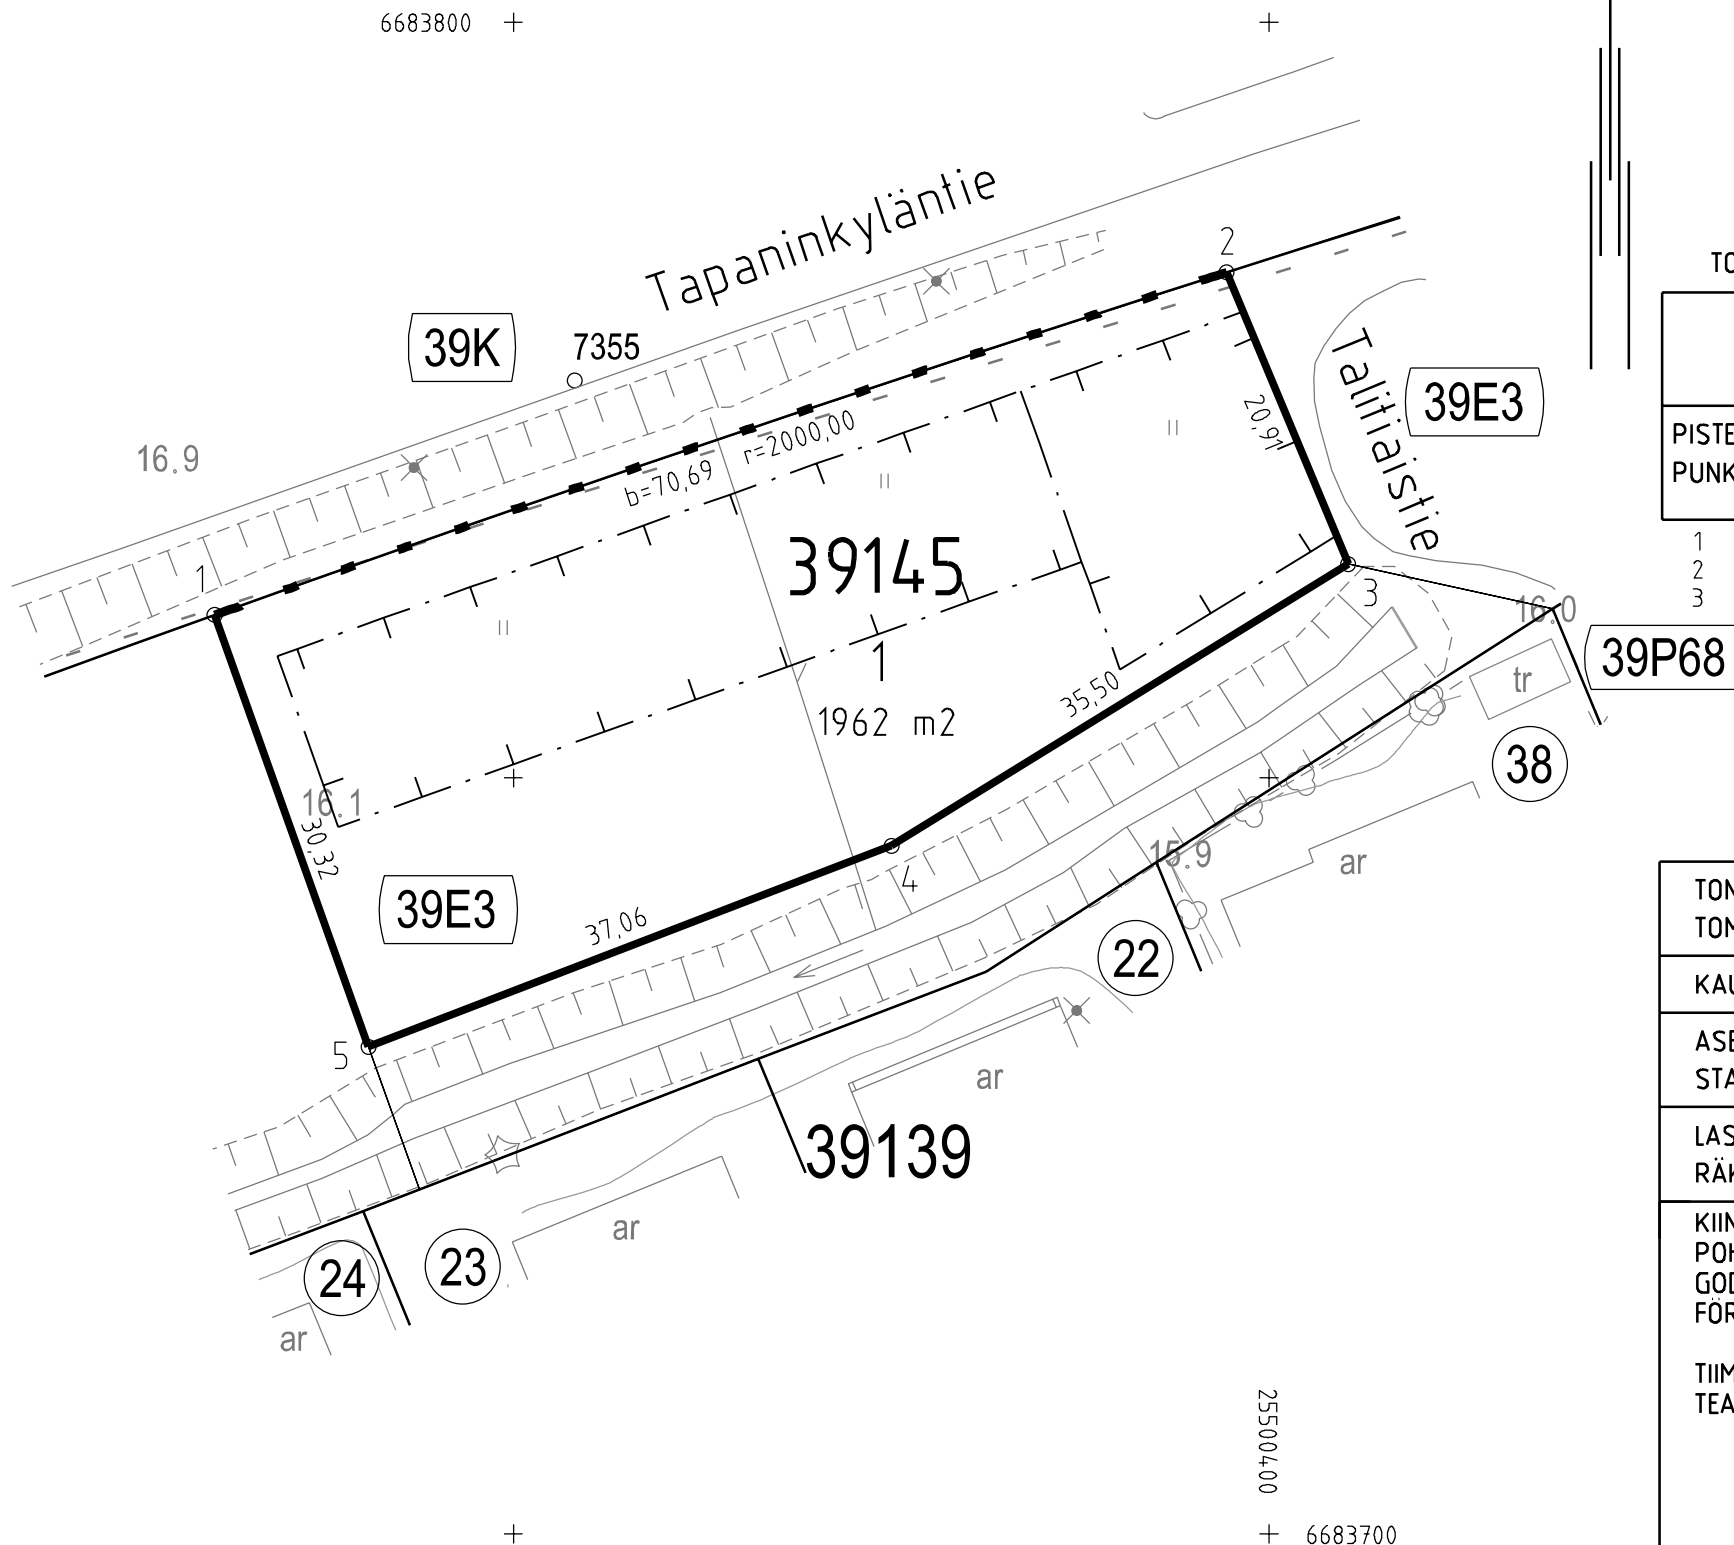 6683800
Tapaninkyläntie
2
39K
7355
Talitiaistie
39E3
20,91
16.9
r=2000,00
b=70,69
1
39145
3
16.0
39P68
1
tr
35,50
1962 m2
38
16.1
30,32
15.9
ar
4
39E3
37,06
22
5
ar
39139
ar
24
23
ar
25500400
6683700
TO
PISTE
PUNK
1
2
3
TON
TOM
KAU
ASE
STA
LAS
RÄK
KIIN
POH
GOD
FÖR
TIIM
TEA